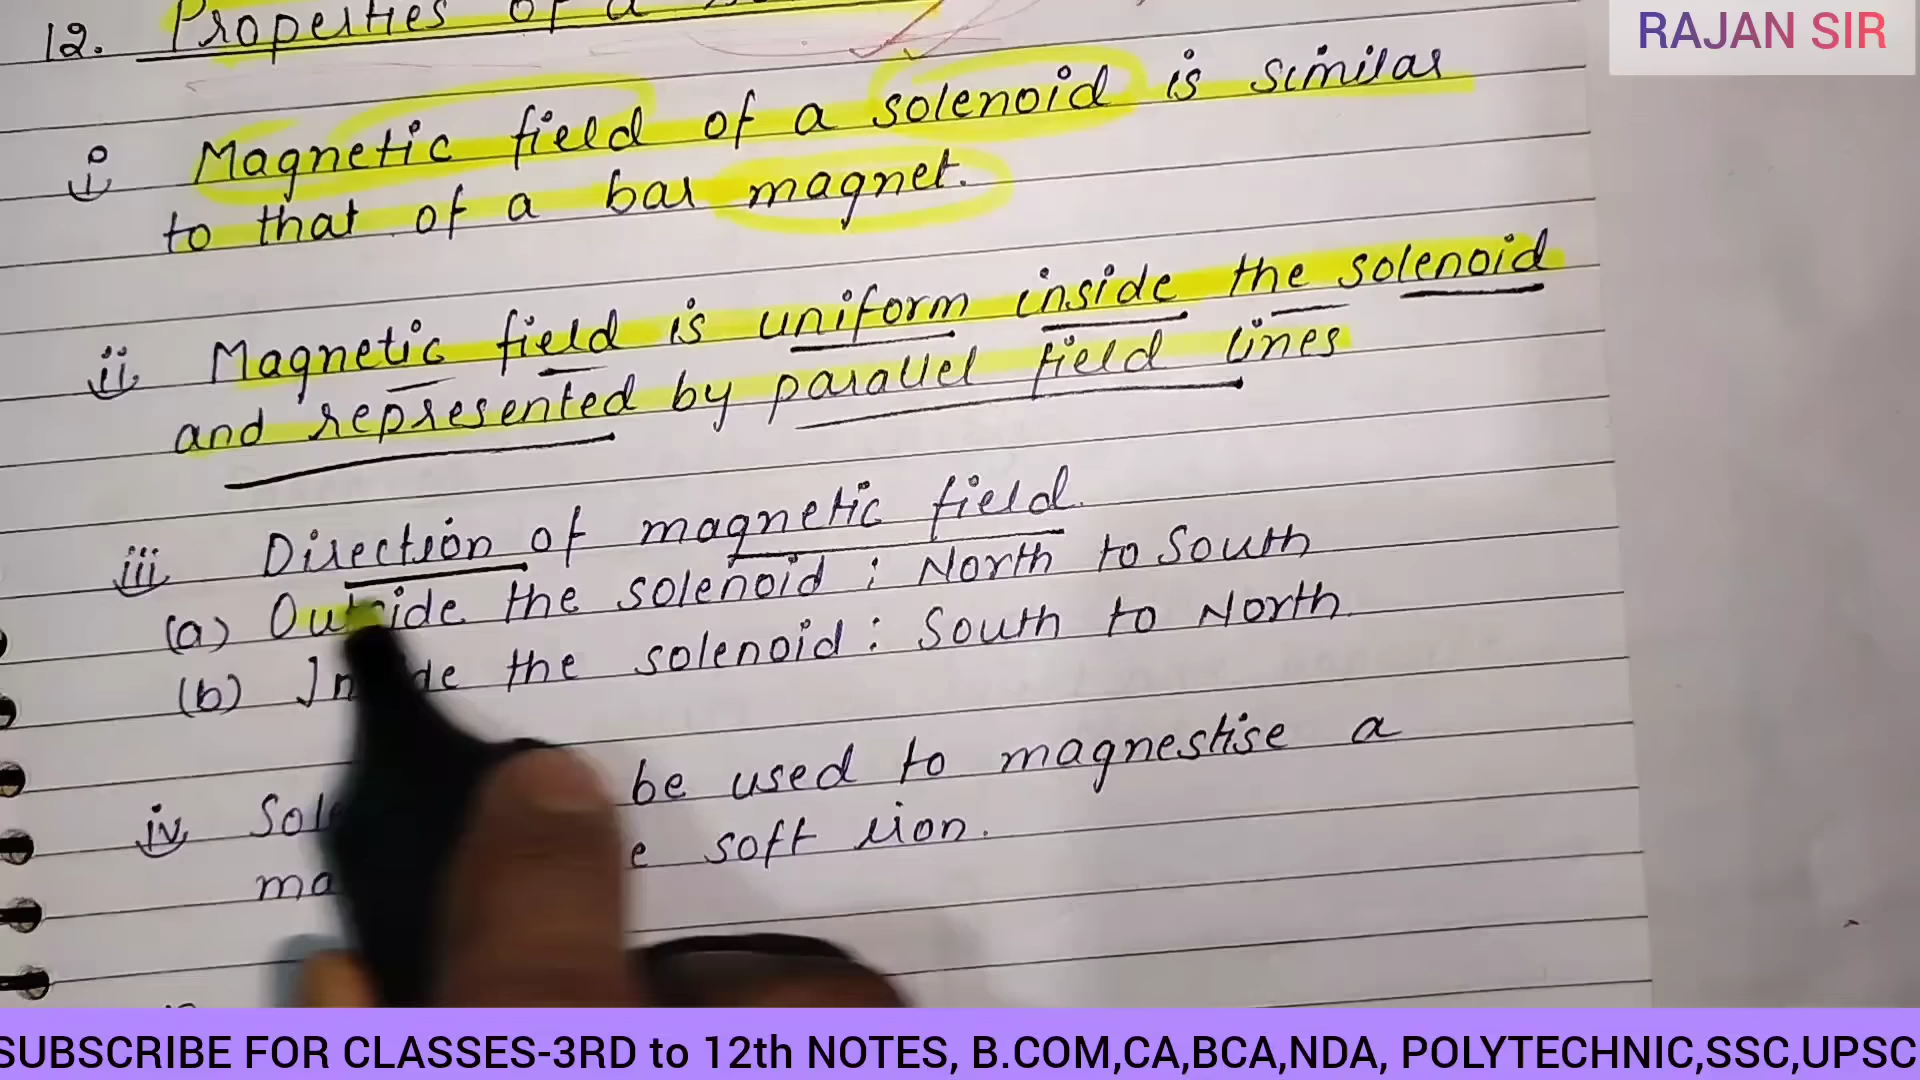 RAJAN SIR
12. Properties of a
i Magnetic field of a solenoid is similar
to that of a bar magnet.
ii Magnetic field is uniform inside the solenoid
and represented by parallel field lines
iii Direction of magnetic field.
(a) Outside the solenoid : North to South
(b) Inside the solenoid : South to North.
iv be used to magnestise a
soft iron.
SUBSCRIBE FOR CLASSES-3RD to 12th NOTES, B.COM,CA,BCA,NDA, POLYTECHNIC,SSC,UPSC